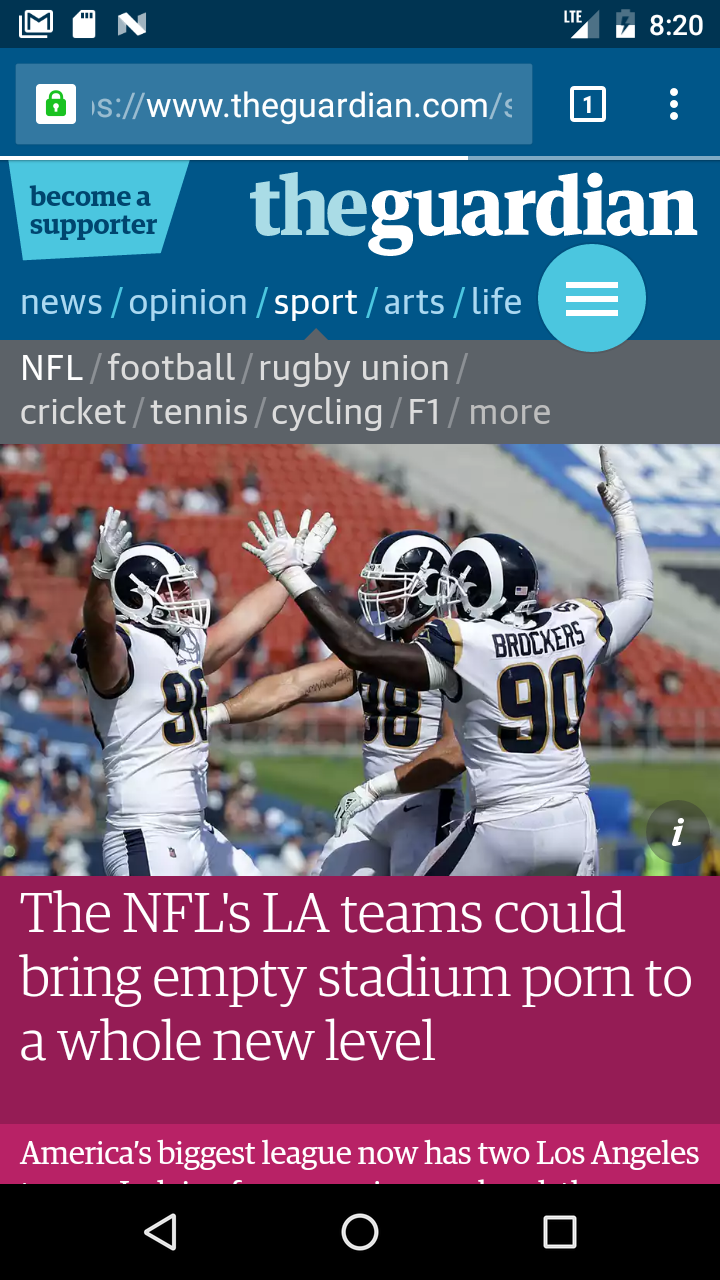 LTE 8:20
s://www.theguardian.com/s
1
become a
supporter
theguardian
news / opinion / sport / arts / life
NFL / football / rugby union /
cricket / tennis / cycling / F1 / more
BROCKERS
96
98
90
i
The NFL's LA teams could
bring empty stadium porn to
a whole new level
America's biggest league now has two Los Angeles